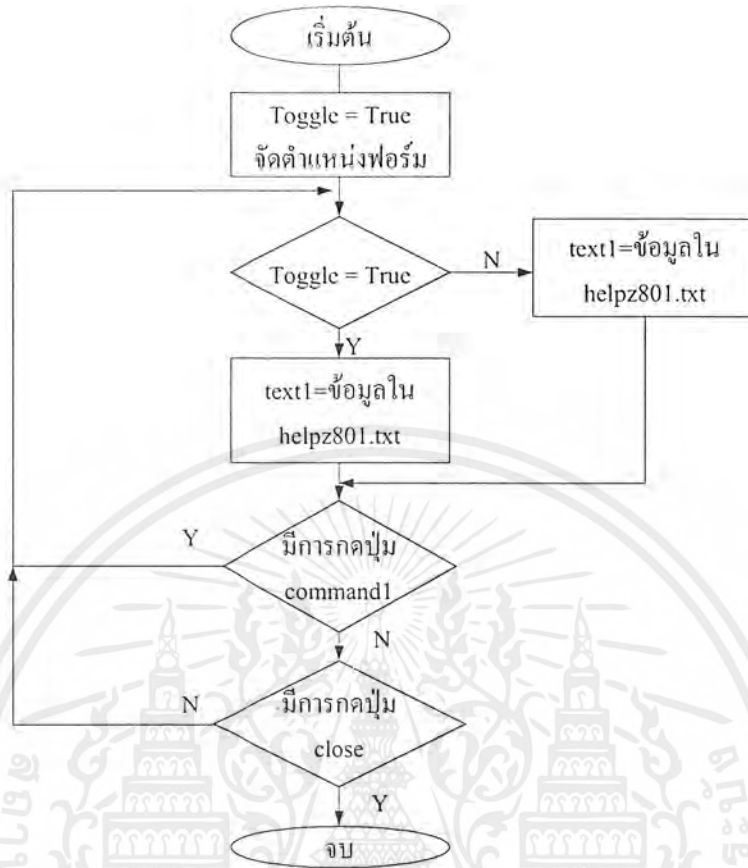 เริ่มต้น
Toggle = True
จัดตำแหน่งฟอร์ม
Toggle = True
N
text1=ข้อมูลใน
helpz801.txt
Y
text1=ข้อมูลใน
helpz801.txt
มีการกดปุ่ม
command1
Y
N
มีการกดปุ่ม
close
N
Y
จบ